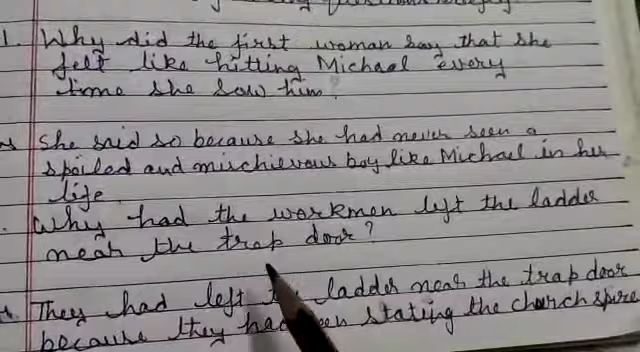 1. Why did the first woman say that she
felt like hitting Michael every
time she saw him?
She said so because she had never seen a
spoiled and mischievous boy like Michael in her
life.
Why had the workmen left the ladder
near the trap door?
They had left ladder near the trap door
because they stating the church spire